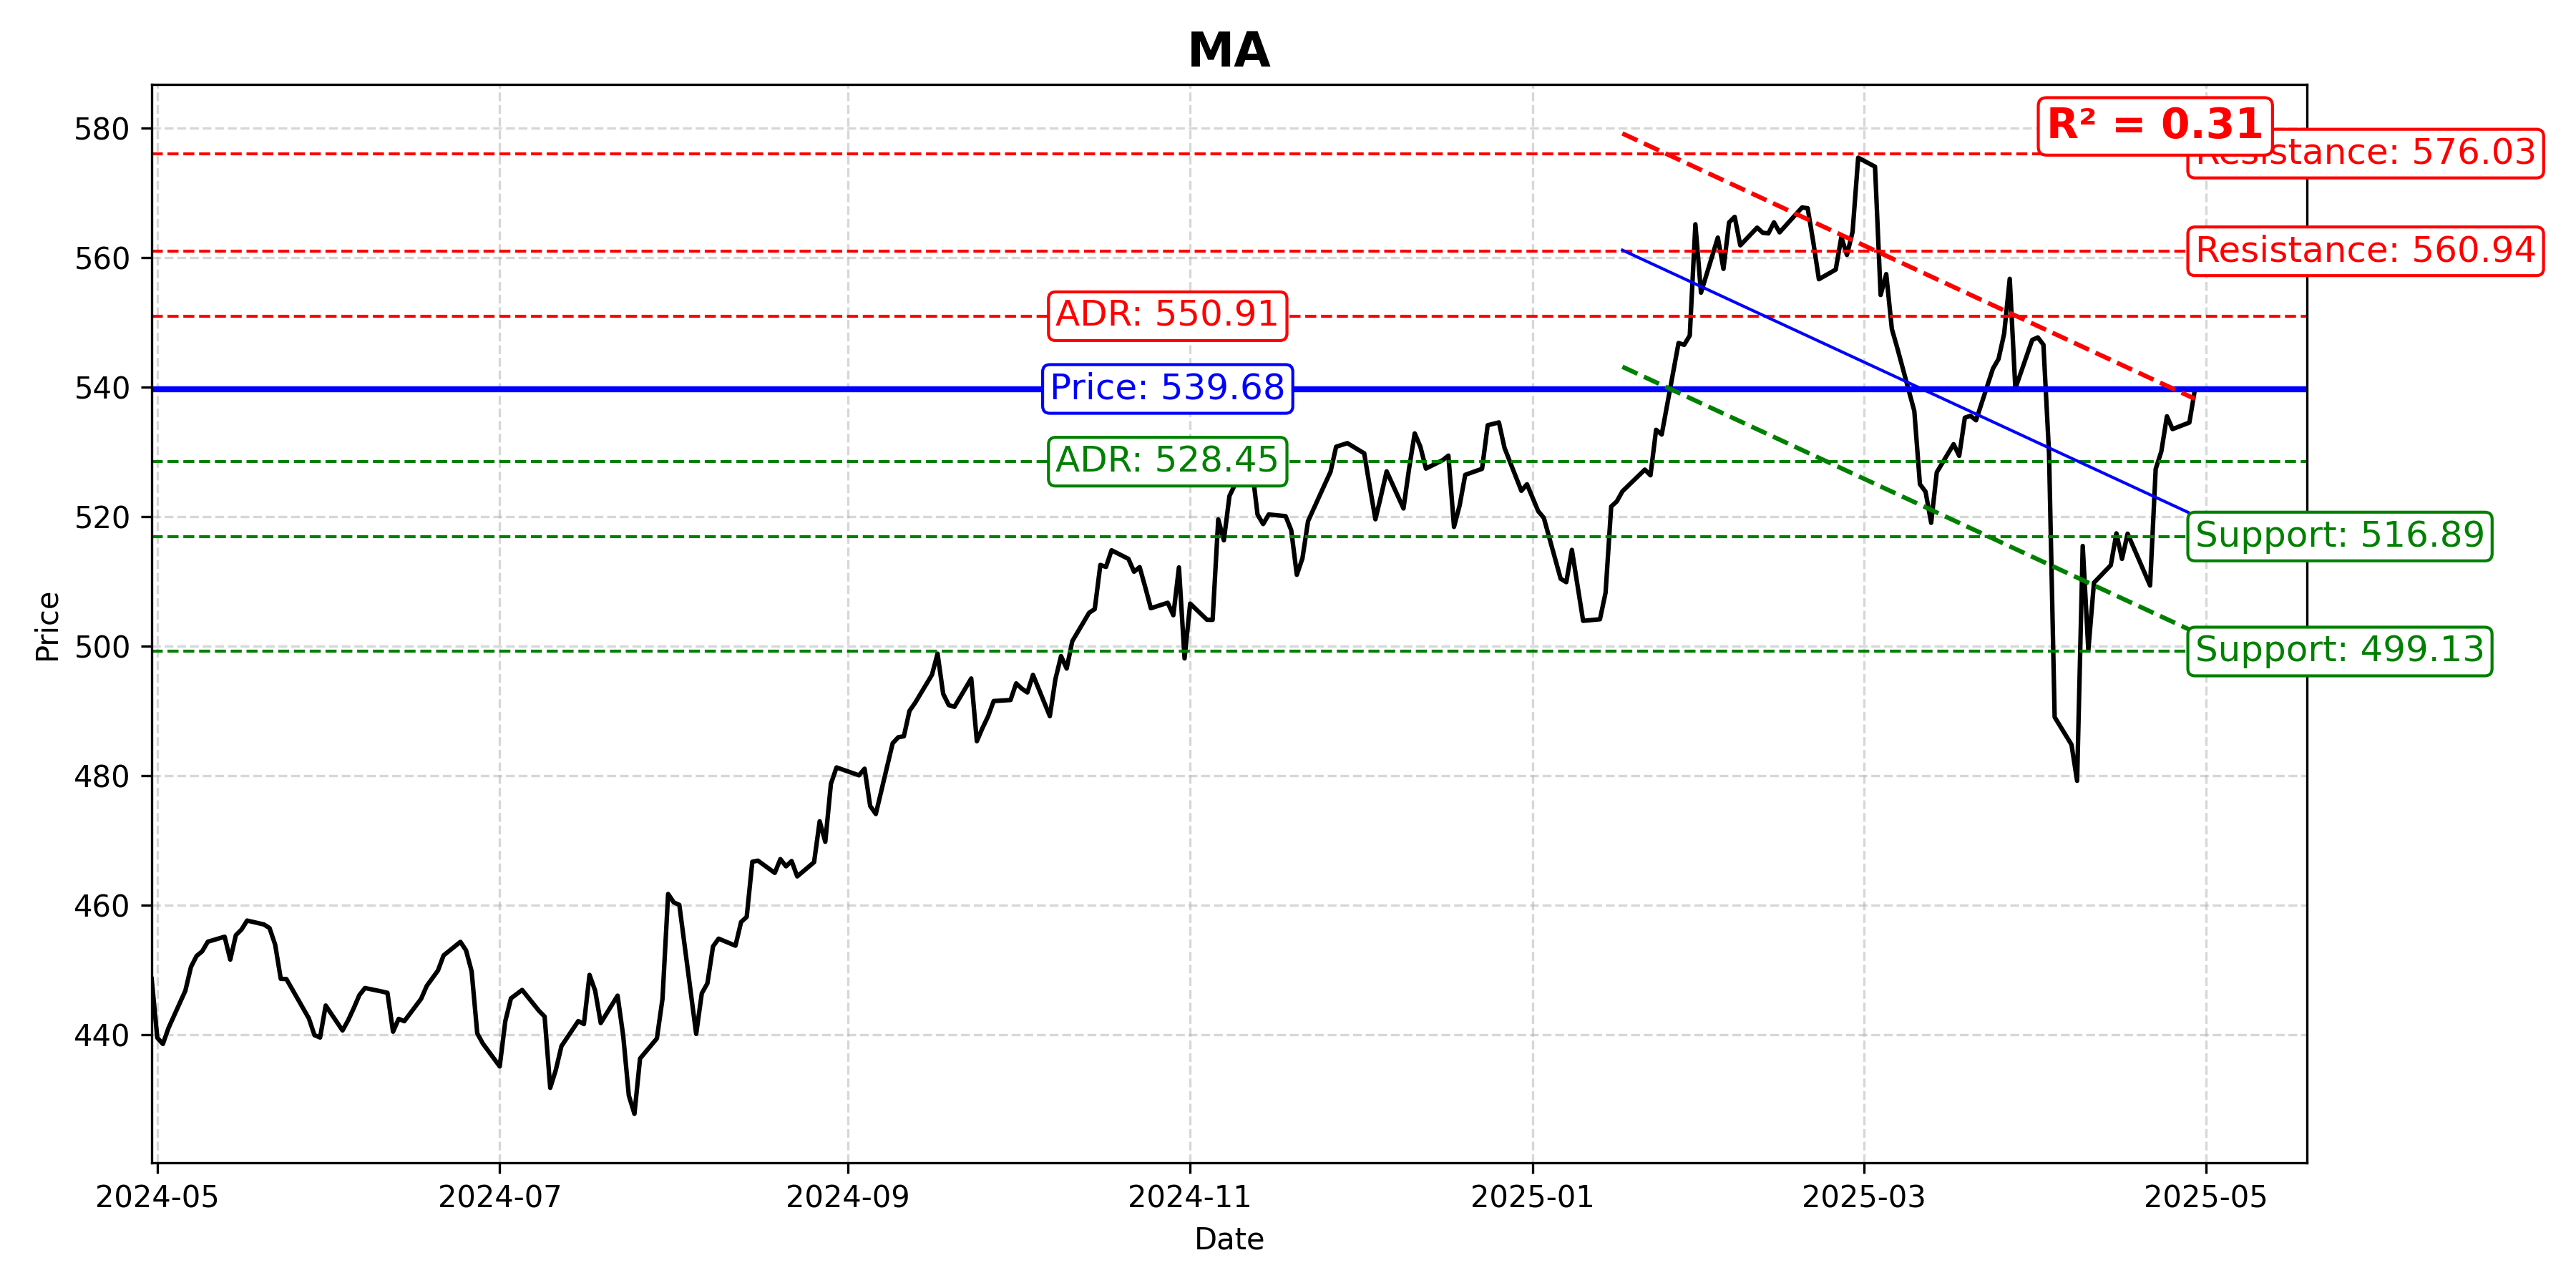 MA
R² = 0.31
Resistance: 576.03
Resistance: 560.94
ADR: 550.91
Price: 539.68
ADR: 528.45
Support: 516.89
Support: 499.13
580
560
540
520
500
480
460
440
Price
2024-05
2024-07
2024-09
2024-11
2025-01
2025-03
2025-05
Date